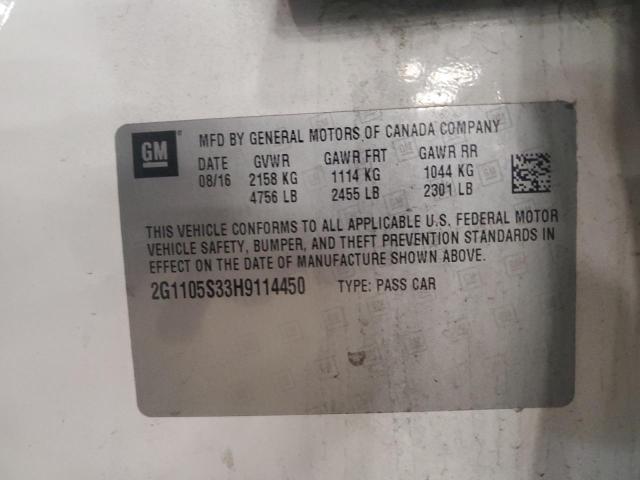 GM
MFD BY GENERAL MOTORS OF CANADA COMPANY
DATE GVWR GAWR FRT GAWR RR
08/16 2158 KG 1114 KG 1044 KG
4756 LB 2455 LB 2301 LB
THIS VEHICLE CONFORMS TO ALL APPLICABLE U.S. FEDERAL MOTOR
VEHICLE SAFETY, BUMPER, AND THEFT PREVENTION STANDARDS IN
EFFECT ON THE DATE OF MANUFACTURE SHOWN ABOVE.
2G1105S33H9114450 TYPE: PASS CAR